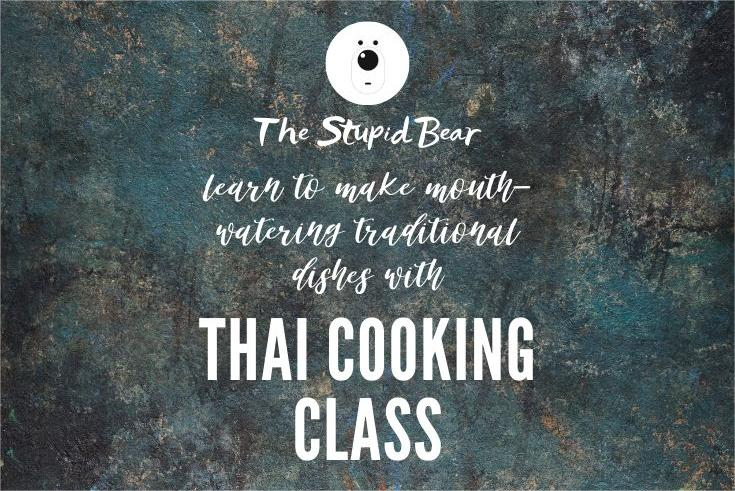 The Stupid Bear
learn to make mouth-
watering traditional
dishes with
THAI COOKING
CLASS